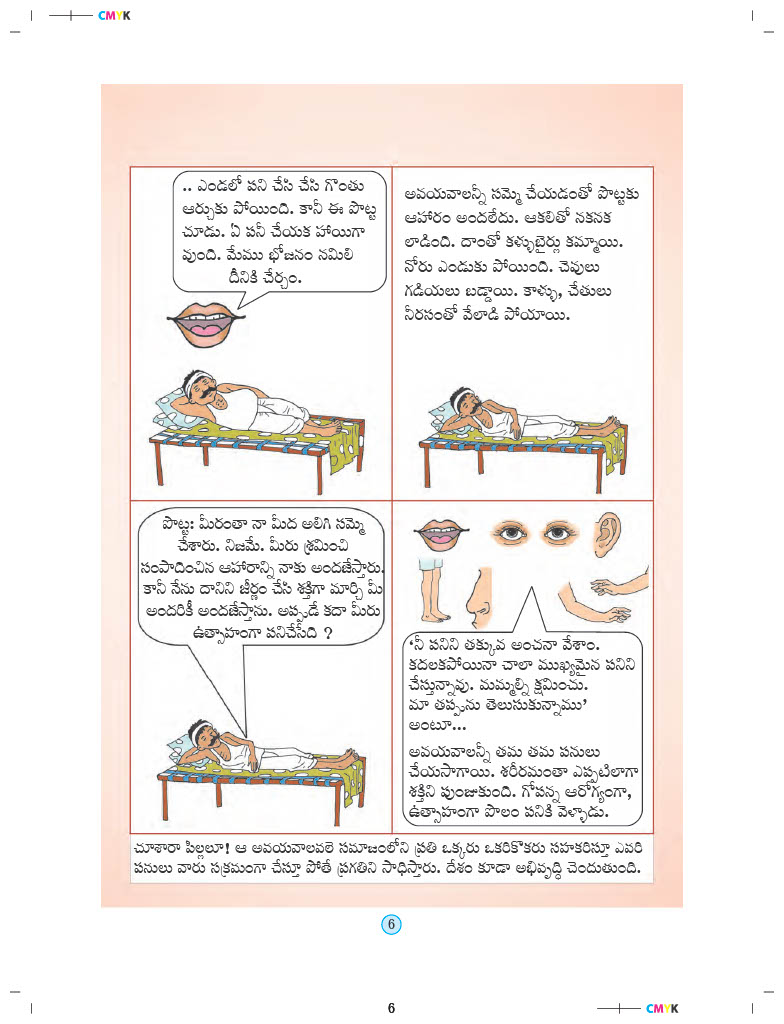 CMYK
.. ఎండలో పని చేసి చేసి గొంతు
ఆర్చుకు పోయింది. కానీ ఈ పొట్ట
చూడు. ఏ పనీ చేయక హాయిగా
వుంది. మేము భోజనం నమిలి
దీనికి చేర్చం.
అవయవాలన్నీ సమ్మె చేయడంతో పొట్టకు
ఆహారం అందలేదు. ఆకలితో నకనక
లాడింది. దాంతో కళ్ళుబైర్లు కమ్మాయి.
నోరు ఎండుకు పోయింది. చెవులు
గడియలు బడ్డాయి. కాళ్ళు, చేతులు
నీరసంతో వేలాడి పోయాయి.
పొట్ట: మీరంతా నా మీద అలిగి సమ్మె
చేశారు. నిజమే. మీరు శ్రమించి
సంపాదించిన ఆహారాన్ని నాకు అందజేస్తారు.
కానీ నేను దానిని జీర్ణం చేసి శక్తిగా మార్చి మీ
అందరికీ అందజేస్తాను. అప్పుడే కదా మీరు
ఉత్సాహంగా పనిచేసేది ?
‘నీ పనిని తక్కువ అంచనా వేశాం.
కదలకపోయినా చాలా ముఖ్యమైన పనిని
చేస్తున్నావు. మమ్మల్ని క్షమించు.
మా తప్పును తెలుసుకున్నాము’
అంటూ...
అవయవాలన్నీ తమ తమ పనులు
చేయసాగాయి. శరీరమంతా ఎప్పటిలాగా
శక్తిని పుంజుకుంది. గోపన్న ఆరోగ్యంగా,
ఉత్సాహంగా పొలం పనికి వెళ్ళాడు.
చూశారా పిల్లలూ! ఆ అవయవాలవలె సమాజంలోని ప్రతి ఒక్కరు ఒకరికొకరు సహకరిస్తూ ఎవరి
పనులు వారు సక్రమంగా చేస్తూ పోతే ప్రగతిని సాధిస్తారు. దేశం కూడా అభివృద్ధి చెందుతుంది.
6
6
CMYK